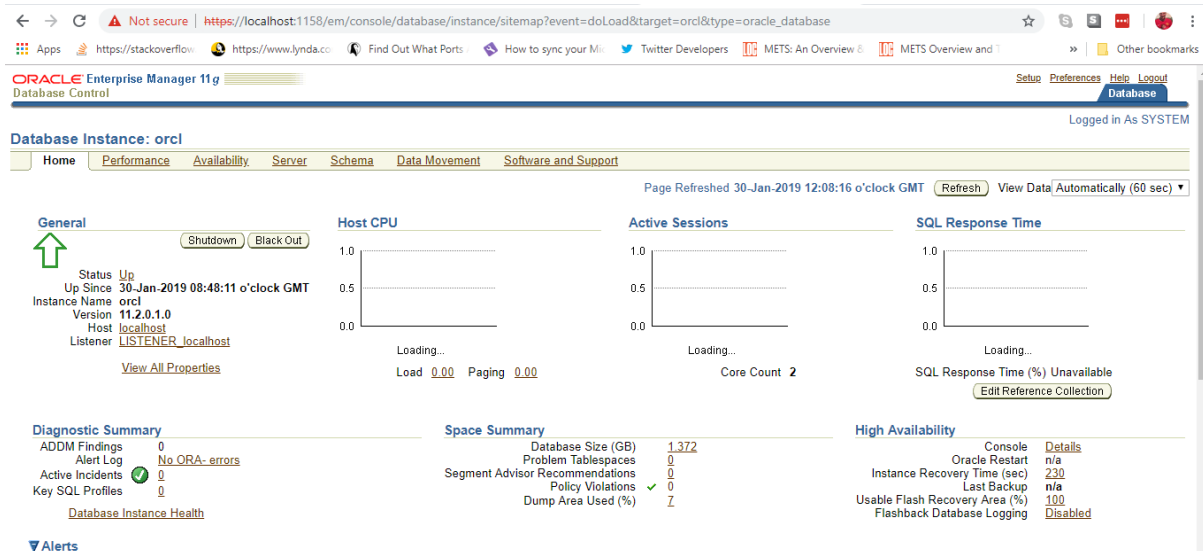 Not secure | https://localhost:1158/em/console/database/instance/sitemap?event=doLoad&target=orcl&type=oracle_database
Apps https://stackoverflow. https://www.lynda.co Find Out What Ports How to sync your Mi Twitter Developers METS: An Overview & METS Overview and T » Other bookmarks
ORACLE Enterprise Manager 11g
Database Control
Setup Preferences Help Logout
Database
Logged in As SYSTEM
Database Instance: orcl
Home Performance Availability Server Schema Data Movement Software and Support
Page Refreshed 30-Jan-2019 12:08:16 o'clock GMT Refresh View Data Automatically (60 sec)
General
Shutdown Black Out
Status Up
Up Since 30-Jan-2019 08:48:11 o'clock GMT
Instance Name orcl
Version 11.2.0.1.0
Host localhost
Listener LISTENER_localhost
View All Properties
Host CPU
1.0
0.5
0.0
Loading...
Load 0.00 Paging 0.00
Active Sessions
1.0
0.5
0.0
Loading...
Core Count 2
SQL Response Time
1.0
0.5
0.0
Loading...
SQL Response Time (%) Unavailable
Edit Reference Collection
Diagnostic Summary
ADDM Findings 0
Alert Log No ORA- errors
Active Incidents 0
Key SQL Profiles 0
Database Instance Health
Space Summary
Database Size (GB) 1.372
Problem Tablespaces 0
Segment Advisor Recommendations 0
Policy Violations 0
Dump Area Used (%) 7
High Availability
Console Details
Oracle Restart n/a
Instance Recovery Time (sec) 230
Last Backup n/a
Usable Flash Recovery Area (%) 100
Flashback Database Logging Disabled
Alerts